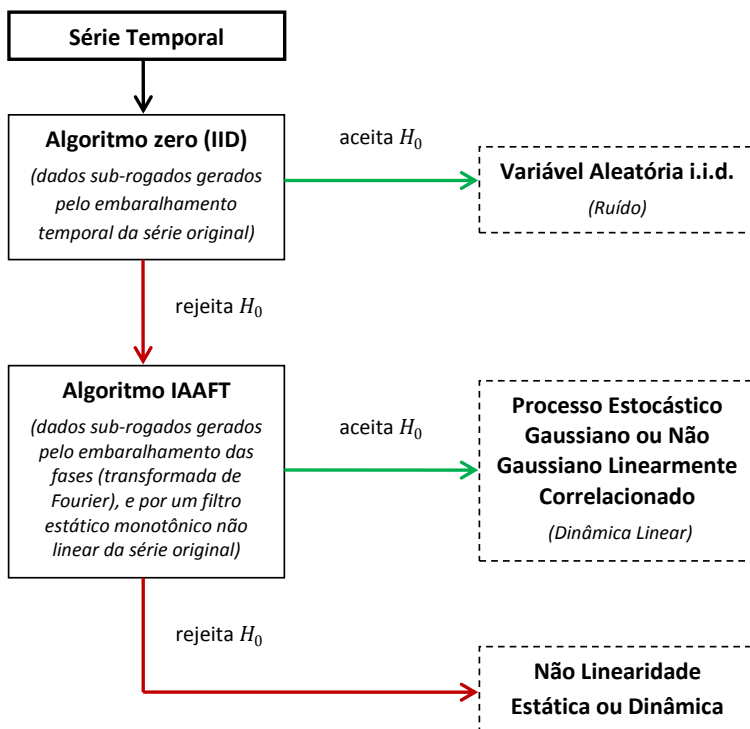 Série Temporal
Algoritmo zero (IID)
(dados sub-rogados gerados
pelo embaralhamento
temporal da série original)
aceita H₀
Variável Aleatória i.i.d.
(Ruído)
rejeita H₀
Algoritmo IAAFT
(dados sub-rogados gerados
pelo embaralhamento das
fases (transformada de
Fourier), e por um filtro
estático monotônico não
linear da série original)
aceita H₀
Processo Estocástico
Gaussiano ou Não
Gaussiano Linearmente
Correlacionado
(Dinâmica Linear)
rejeita H₀
Não Linearidade
Estática ou Dinâmica